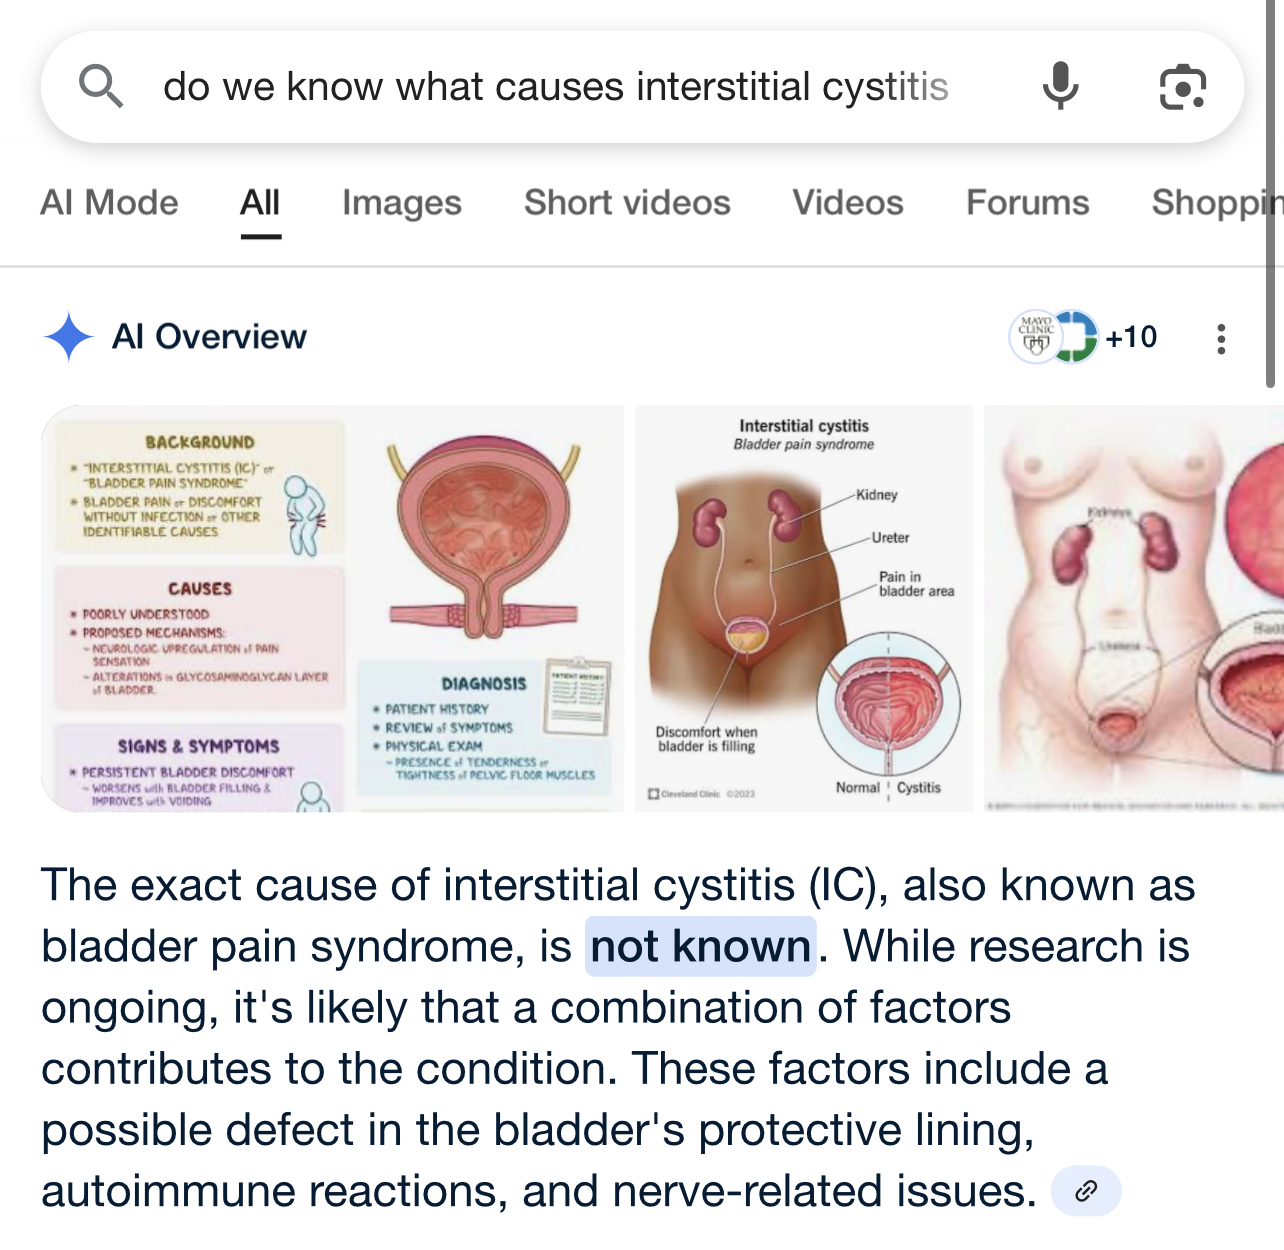 do we know what causes interstitial cystitis
AI Mode All Images Short videos Videos Forums Shoppin
AI Overview
MAYO
CLINIC
+10
BACKGROUND
"INTERSTITIAL CYSTITIS (IC)" or
"BLADDER PAIN SYNDROME"
BLADDER PAIN or DISCOMFORT
WITHOUT INFECTION or OTHER
IDENTIFIABLE CAUSES
CAUSES
POORLY UNDERSTOOD
PROPOSED MECHANISMS:
- NEUROLOGIC UPREGULATION of PAIN
SENSATION
- ALTERATIONS in GLYCOSAMINOGLYCAN LAYER
of BLADDER
SIGNS & SYMPTOMS
PERSISTENT BLADDER DISCOMFORT
- WORSENS with BLADDER FILLING &
IMPROVES with VOIDING
DIAGNOSIS
PATIENT HISTORY
PATIENT HISTORY
REVIEW of SYMPTOMS
PHYSICAL EXAM
- PRESENCE of TENDERNESS or
TIGHTNESS of PELVIC FLOOR MUSCLES
Interstitial cystitis
Bladder pain syndrome
Kidney
Ureter
Pain in
bladder area
Discomfort when
bladder is filling
Normal Cystitis
Cleveland Clinic ©2023
Kidneys
The exact cause of interstitial cystitis (IC), also known as
bladder pain syndrome, is not known. While research is
ongoing, it's likely that a combination of factors
contributes to the condition. These factors include a
possible defect in the bladder's protective lining,
autoimmune reactions, and nerve-related issues.